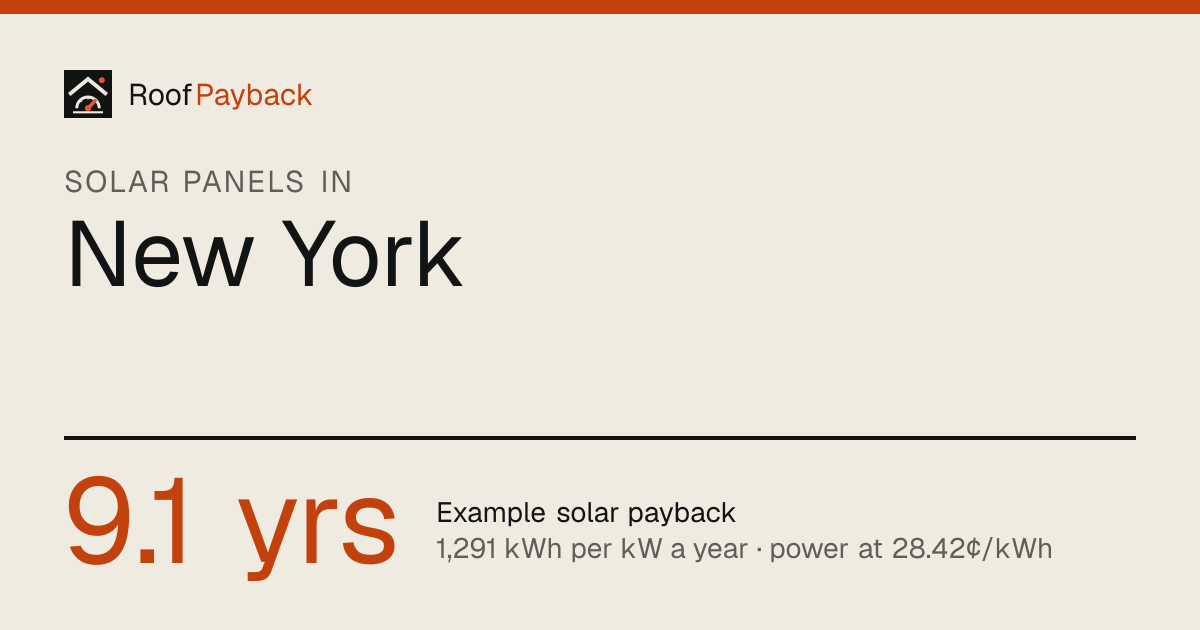 RoofPayback
SOLAR PANELS IN
New York
9.1 yrs
Example solar payback
1,291 kWh per kW a year · power at 28.42¢/kWh